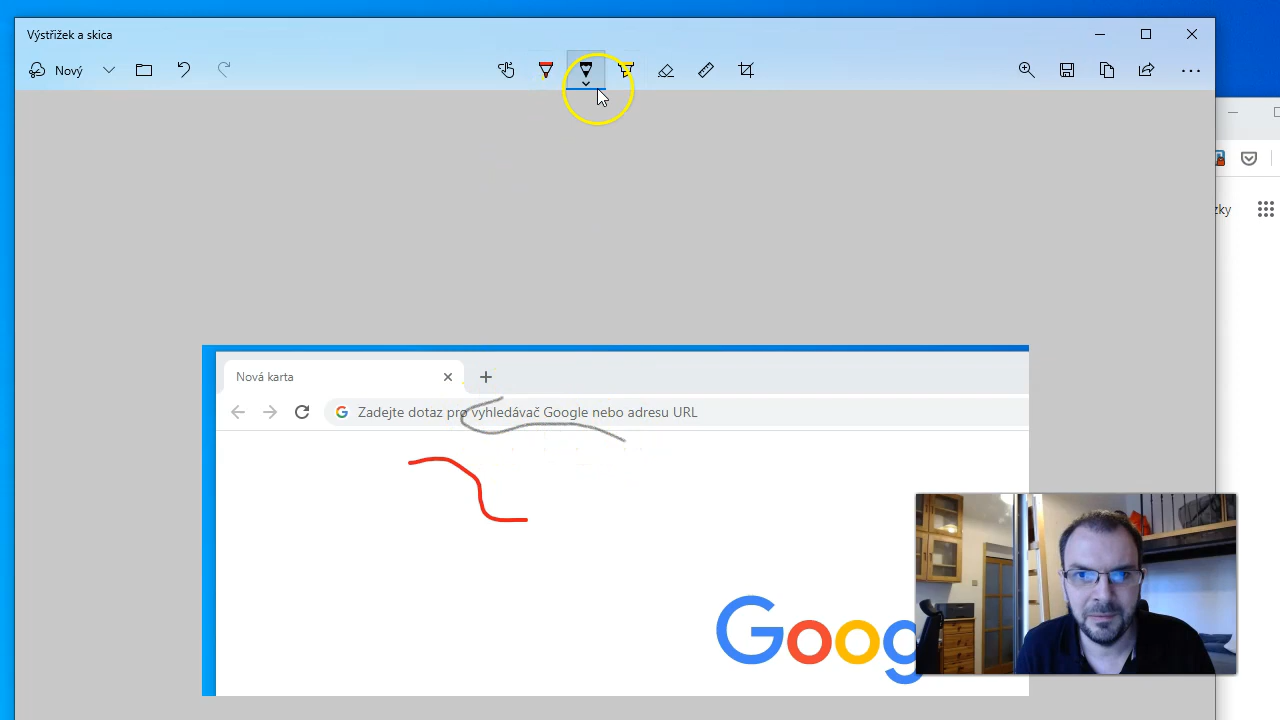 Výstřižek a skica
Nový
zky
Nová karta
Zadejte dotaz pro vyhledávač Google nebo adresu URL
Goog